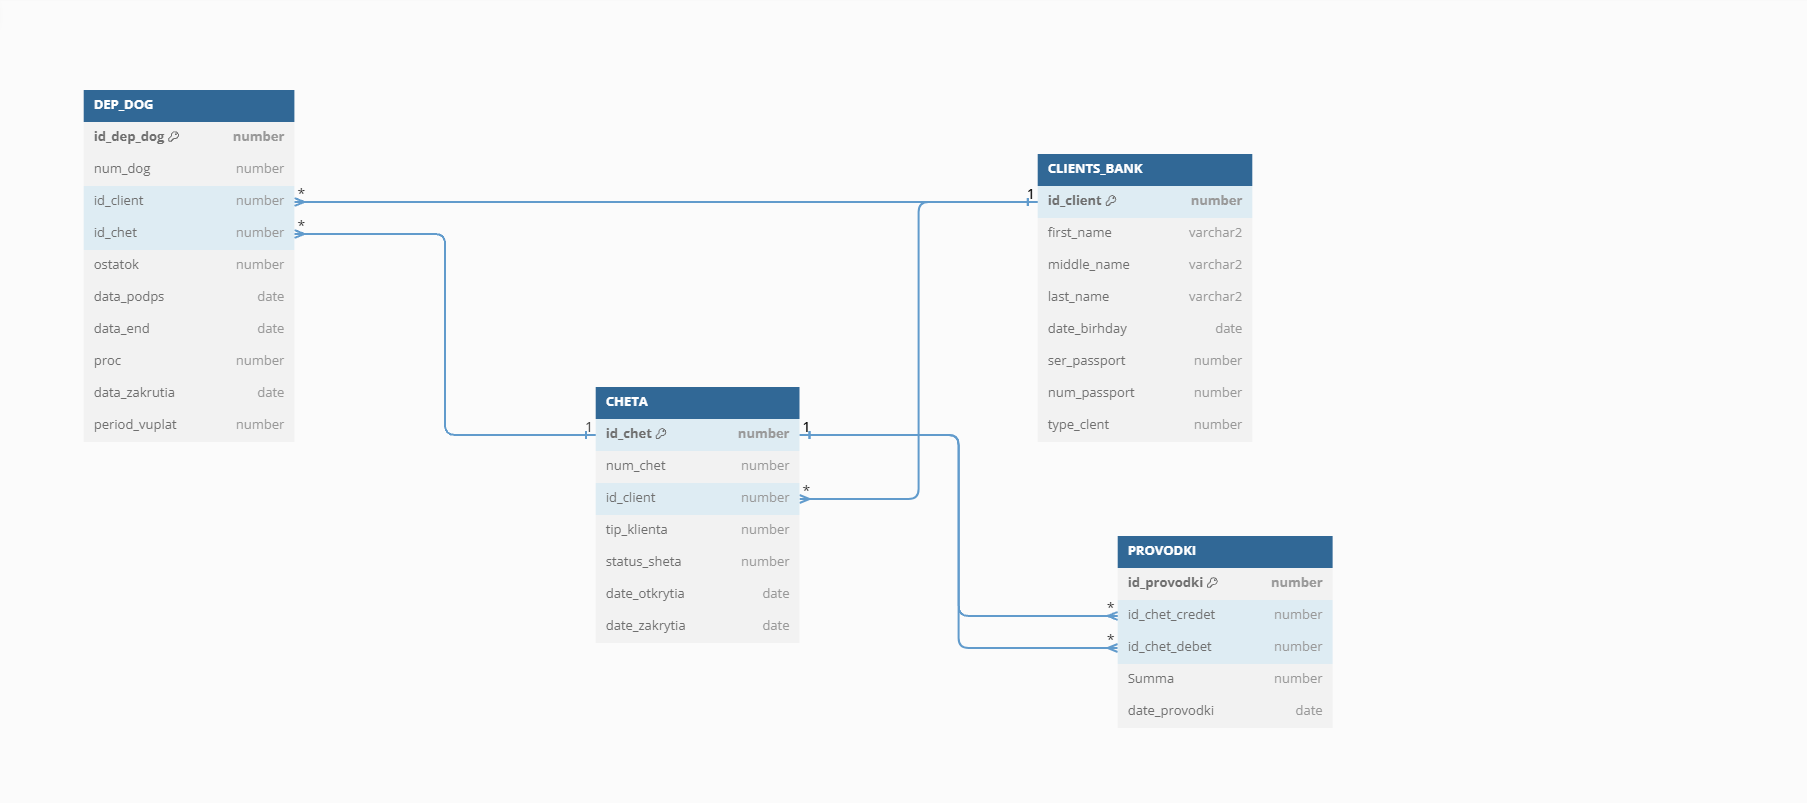 DEP_DOG
id_dep_dog number
num_dog number
id_client number *
id_chet number *
ostatok number
data_podps date
data_end date
proc number
data_zakrutia date
period_vuplat number
CLIENTS_BANK
1 id_client number
first_name varchar2
middle_name varchar2
last_name varchar2
date_birhday date
ser_passport number
num_passport number
type_clent number
CHETA
1 id_chet number 1
num_chet number
id_client number *
tip_klienta number
status_sheta number
date_otkrytia date
date_zakrytia date
PROVODKI
id_provodki number
* id_chet_credet number
* id_chet_debet number
Summa number
date_provodki date